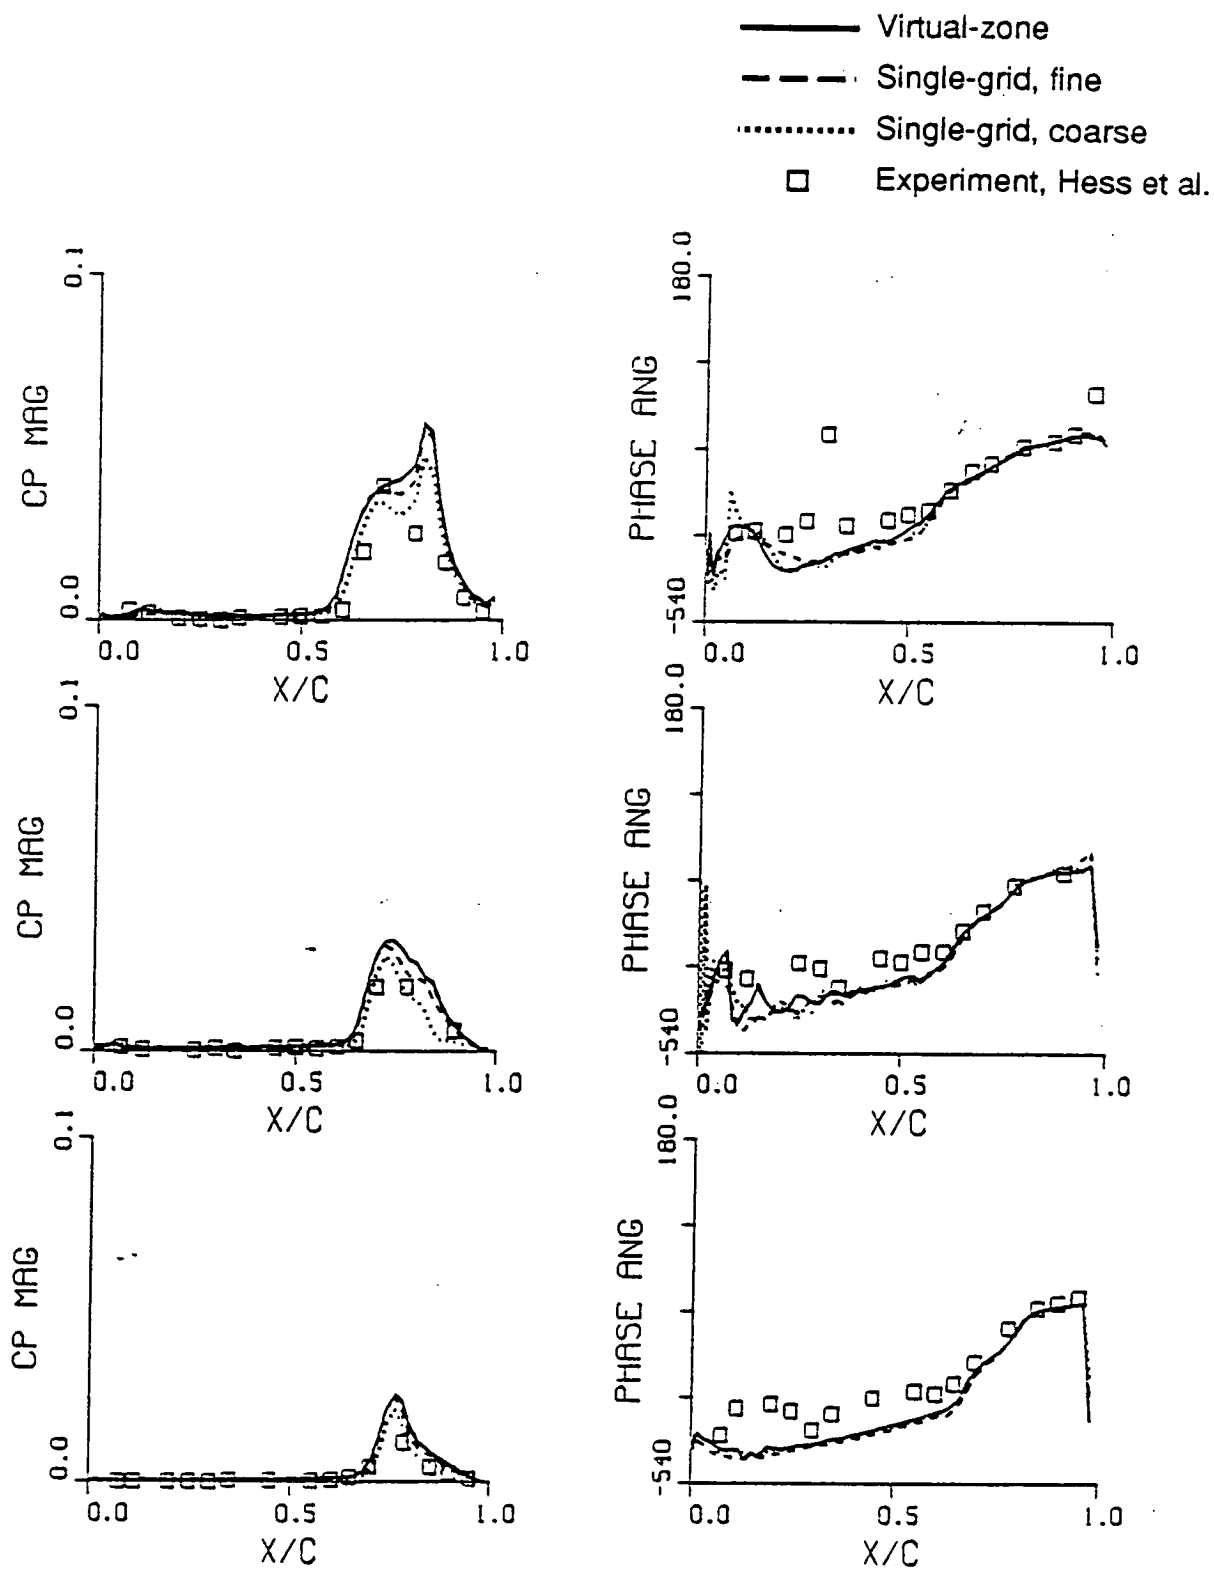 Virtual-zone
Single-grid, fine
Single-grid, coarse
Experiment, Hess et al.
0.1
CP MAG
0.0
0.0 0.5 1.0
X/C
180.0
PHASE ANG
-540
0.0 0.5 1.0
X/C
0.1
CP MAG
0.0
0.0 0.5 1.0
X/C
180.0
PHASE ANG
-540
0.0 0.5 1.0
X/C
0.1
CP MAG
0.0
0.0 0.5 1.0
X/C
180.0
PHASE ANG
-540
0.0 0.5 1.0
X/C